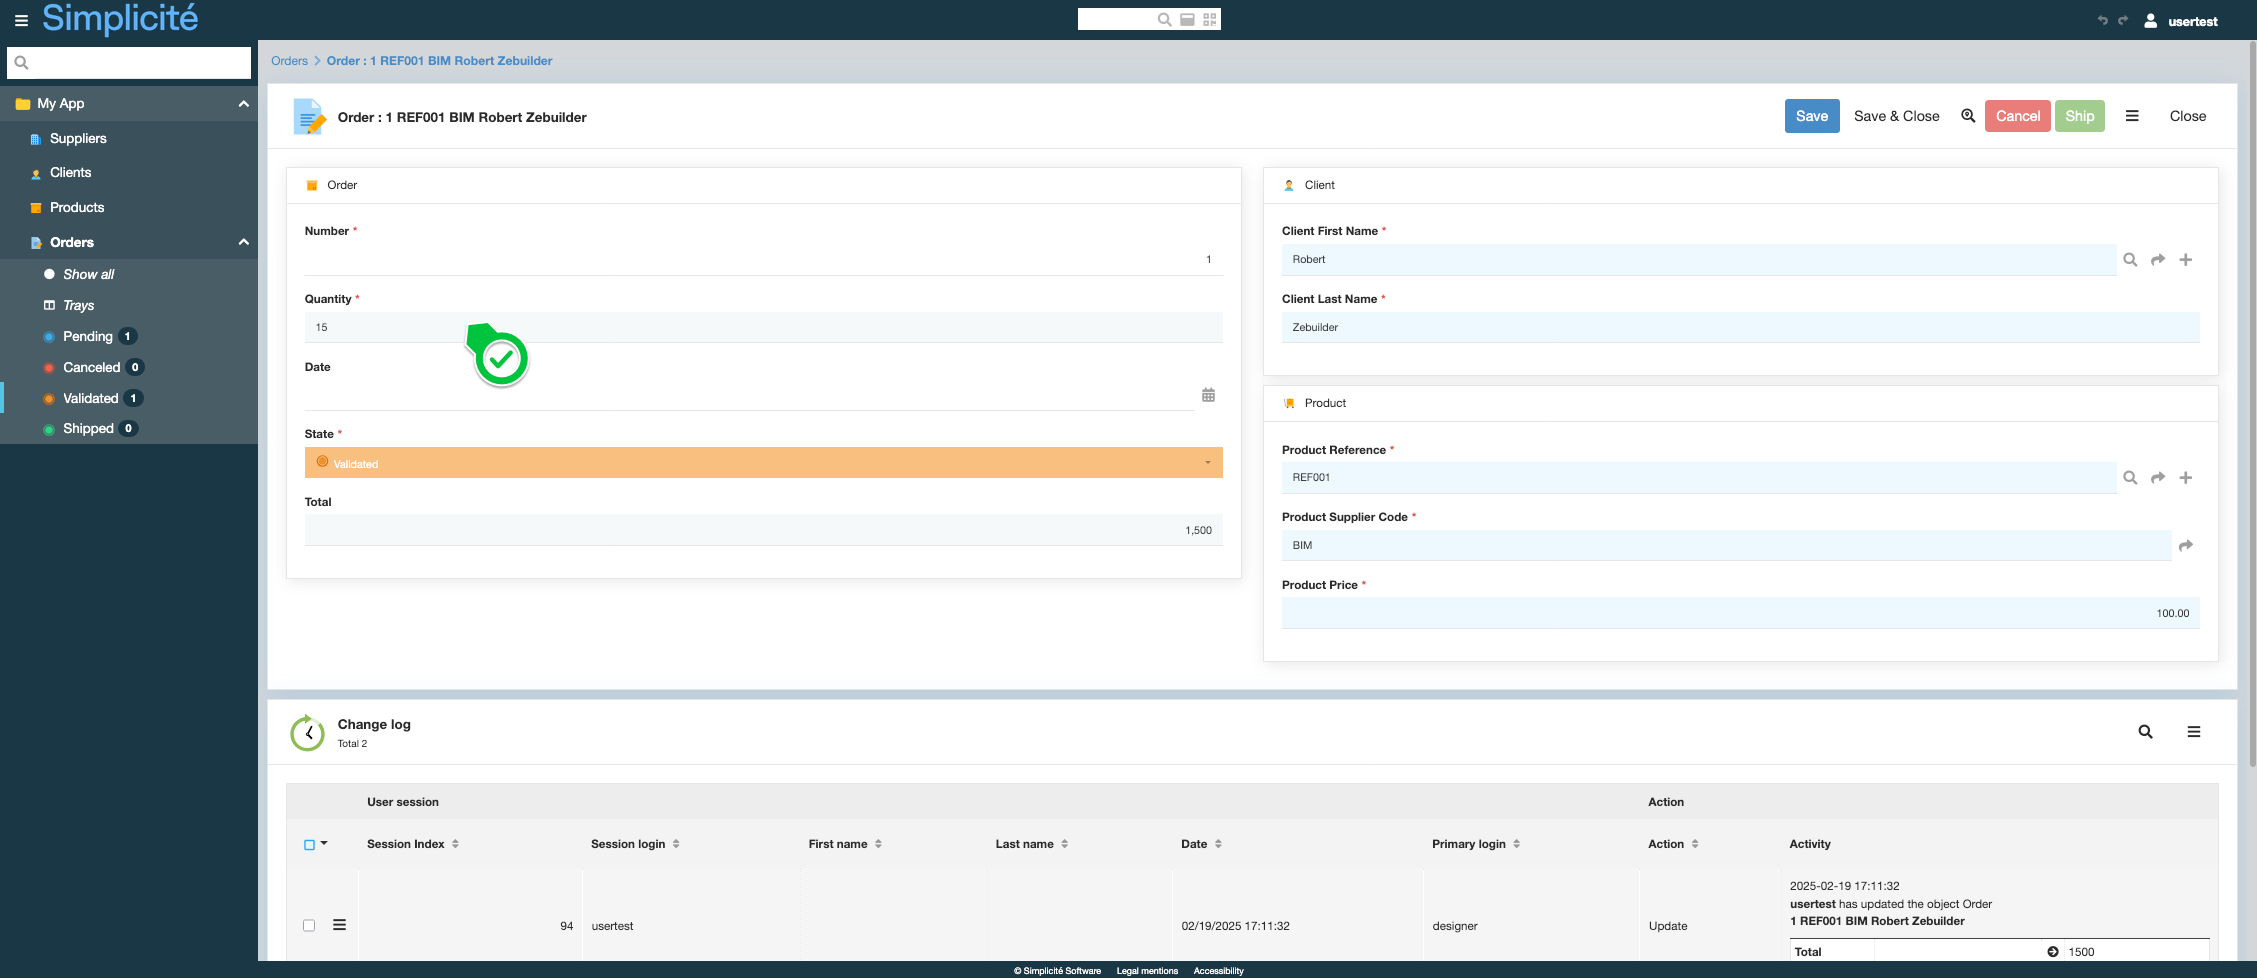 Simplicité
usertest
My App
Suppliers
Clients
Products
Orders
Show all
Trays
Pending 1
Canceled 0
Validated 1
Shipped 0
Orders > Order : 1 REF001 BIM Robert Zebuilder
Order : 1 REF001 BIM Robert Zebuilder
Save
Save & Close
Cancel
Ship
Close
Order
Number *
1
Quantity *
15
Date
State *
Validated
Total
1,500
Client
Client First Name *
Robert
Client Last Name *
Zebuilder
Product
Product Reference *
REF001
Product Supplier Code *
BIM
Product Price *
100.00
Change log
Total 2
User session Action
Session Index Session login First name Last name Date Primary login Action Activity
94 usertest 02/19/2025 17:11:32 designer Update
2025-02-19 17:11:32
usertest has updated the object Order
1 REF001 BIM Robert Zebuilder
Total 1500
© Simplicité Software Legal mentions Accessibility